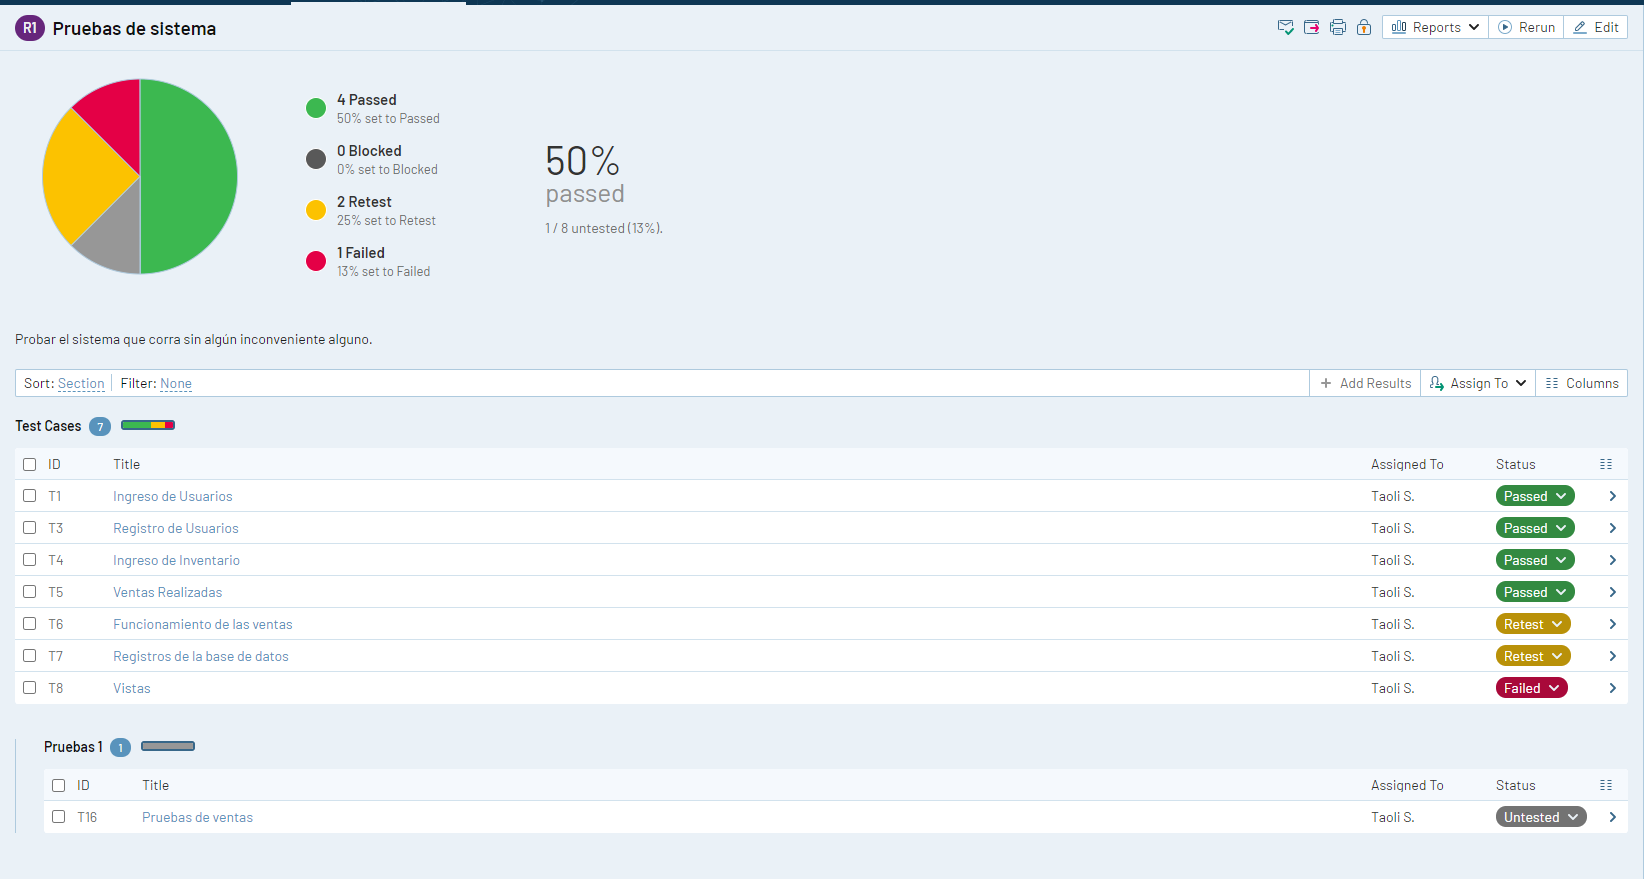 R1 Pruebas de sistema
Reports Rerun Edit
4 Passed
50% set to Passed
0 Blocked
0% set to Blocked
2 Retest
25% set to Retest
1 Failed
13% set to Failed
50%
passed
1 / 8 untested (13%).
Probar el sistema que corra sin algún inconveniente alguno.
Sort: Section Filter: None + Add Results Assign To Columns
Test Cases 7
ID Title Assigned To Status
T1 Ingreso de Usuarios Taoli S. Passed
T3 Registro de Usuarios Taoli S. Passed
T4 Ingreso de Inventario Taoli S. Passed
T5 Ventas Realizadas Taoli S. Passed
T6 Funcionamiento de las ventas Taoli S. Retest
T7 Registros de la base de datos Taoli S. Retest
T8 Vistas Taoli S. Failed
Pruebas 1 1
ID Title Assigned To Status
T16 Pruebas de ventas Taoli S. Untested